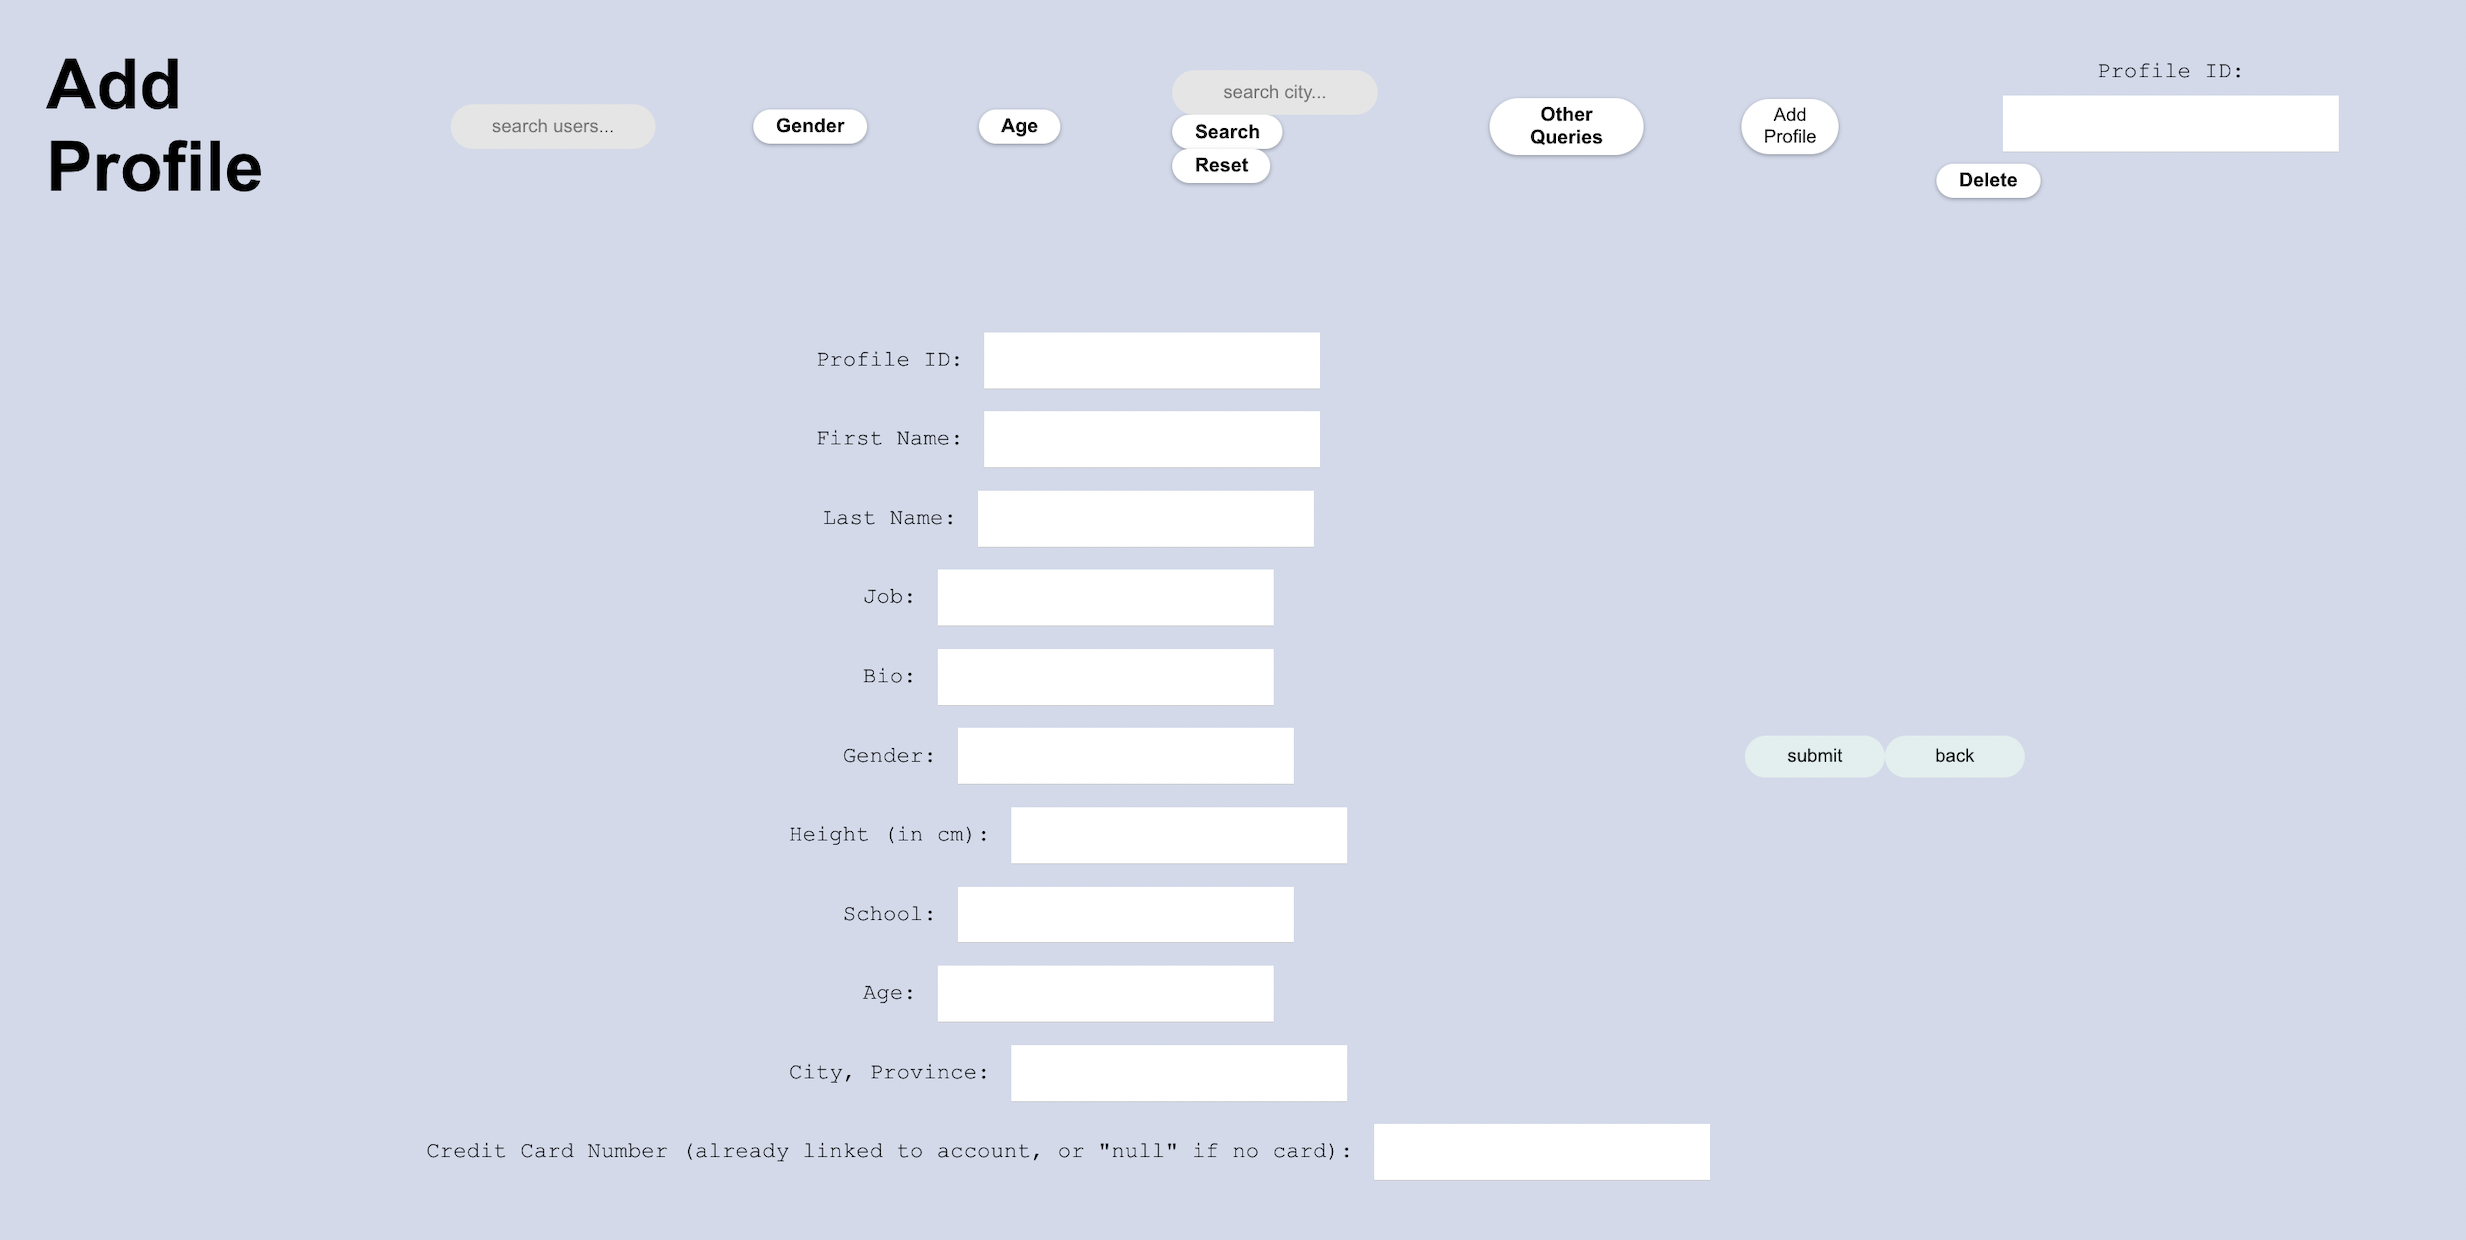 Add
Profile
search users...
Gender
Age
search city...
Search
Reset
Other
Queries
Add
Profile
Profile ID:
Delete
Profile ID:
First Name:
Last Name:
Job:
Bio:
Gender:
submit
back
Height (in cm):
School:
Age:
City, Province:
Credit Card Number (already linked to account, or "null" if no card):